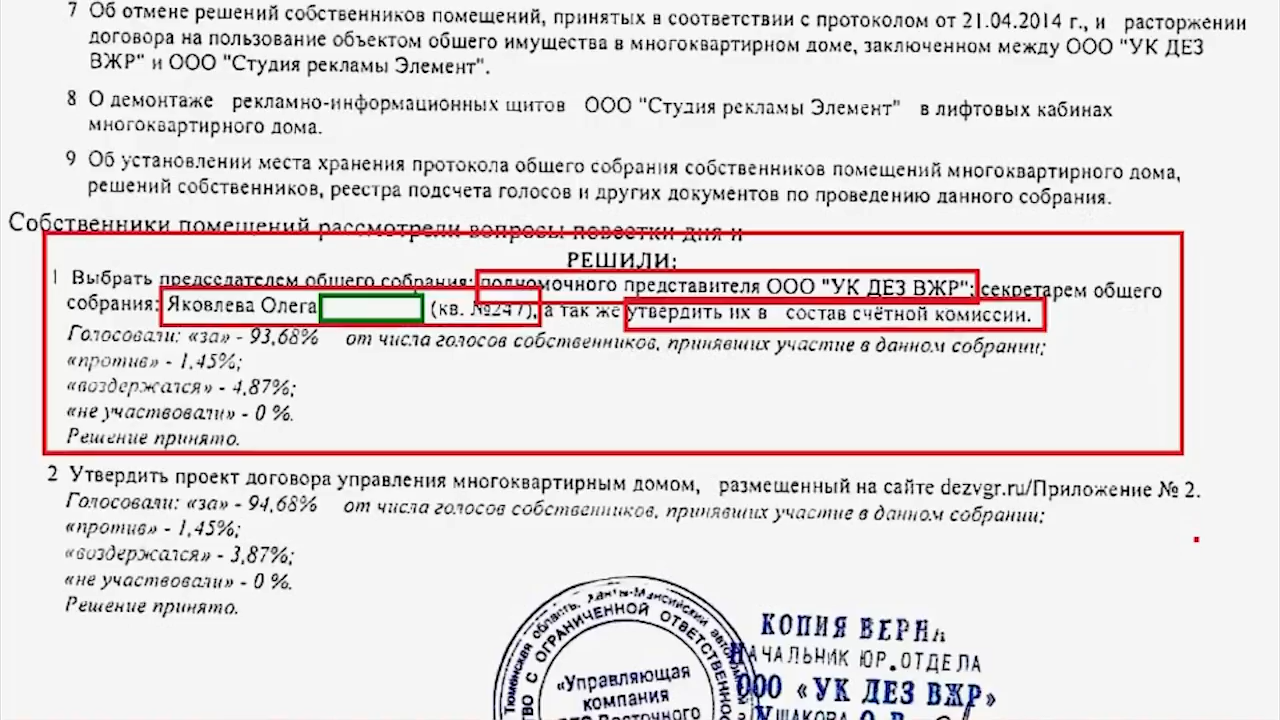 7 Об отмене решений собственников помещений, принятых в соответствии с протоколом от 21.04.2014 г., и расторжении
договора на пользование объектом общего имущества в многоквартирном доме, заключенном между ООО "УК ДЕЗ
ВЖР" и ООО "Студия рекламы Элемент".
8 О демонтаже рекламно-информационных щитов ООО "Студия рекламы Элемент" в лифтовых кабинах
многоквартирного дома.
9 Об установлении места хранения протокола общего собрания собственников помещений многоквартирного дома,
решений собственников, реестра подсчета голосов и других документов по проведению данного собрания.
Собственники помещений рассмотрели вопросы повестки дня и
РЕШИЛИ:
1 Выбрать председателем общего собрания: полномочного представителя ООО "УК ДЕЗ ВЖР"; секретарем общего
собрания: Яковлева Олега (кв. №247), а так же утвердить их в состав счётной комиссии.
Голосовали: «за» - 93,68% от числа голосов собственников, принявших участие в данном собрании;
«против» - 1,45%;
«воздержался» - 4,87%;
«не участвовали» - 0 %.
Решение принято.
2 Утвердить проект договора управления многоквартирным домом, размещенный на сайте dezvgr.ru/Приложение № 2.
Голосовали: «за» - 94,68% от числа голосов собственников, принявших участие в данном собрании;
«против» - 1,45%;
«воздержался» - 3,87%;
«не участвовали» - 0 %.
Решение принято.
Тюменская область, Ханты-Мансийский
С ОГРАНИЧЕННОЙ ОТВЕТСТВЕННО
«Управляющая
компания
Восточного
КОПИЯ ВЕРНА
НАЧАЛЬНИК ЮР.ОТДЕЛА
ООО «УК ДЕЗ ВЖР»
УШАКОВА О.В.